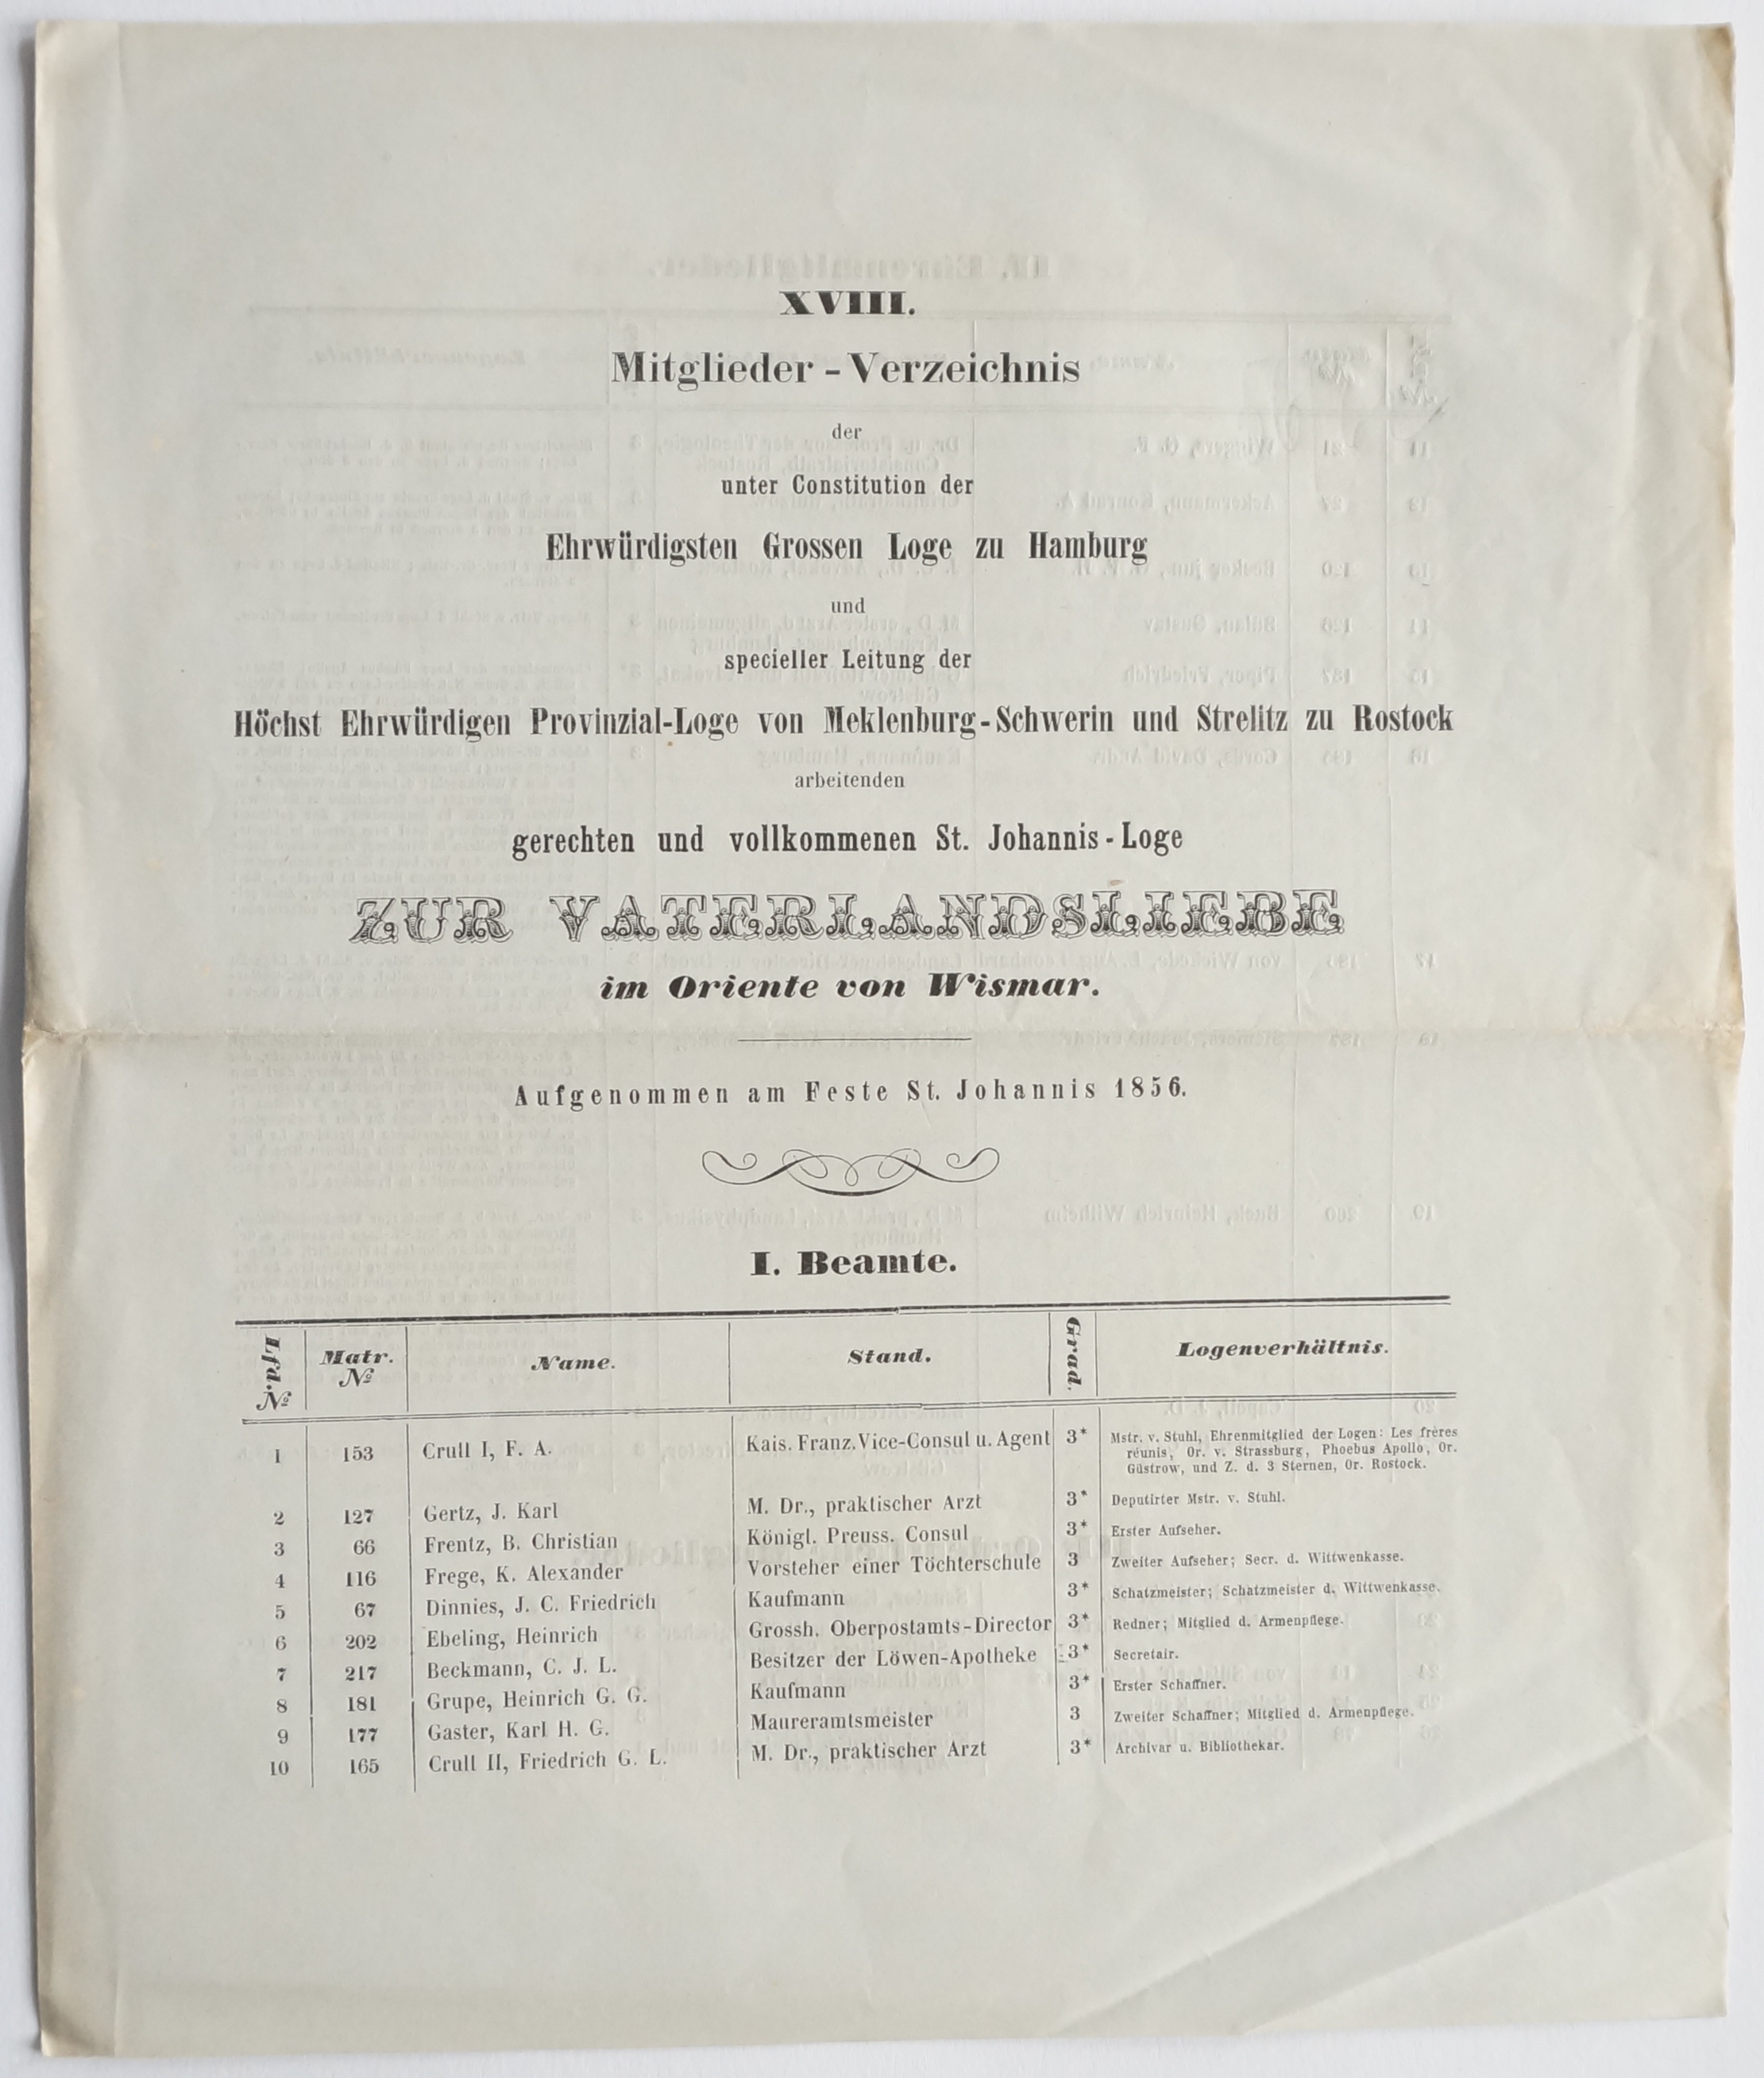 XVIII.
Mitglieder - Verzeichnis
der
unter Constitution der
Ehrwürdigsten Grossen Loge zu Hamburg
und
specieller Leitung der
Höchst Ehrwürdigen Provinzial-Loge von Meklenburg-Schwerin und Strelitz zu Rostock
arbeitenden
gerechten und vollkommenen St. Johannis-Loge
ZUR VATERLANDSLIEBE
im Oriente von Wismar.
Aufgenommen am Feste St. Johannis 1856.
I. Beamte.
Lfd. № Matr. № Name. Stand. Grad. Logenverhältnis.
1 153 Crull I, F. A. Kais. Franz. Vice-Consul u. Agent 3* Mstr. v. Stuhl, Ehrenmitglied der Logen: Les frères
réunis, Or. v. Strassburg, Phoebus Apollo, Or.
Güstrow, und Z. d. 3 Sternen, Or. Rostock.
2 127 Gertz, J. Karl M. Dr., praktischer Arzt 3* Deputirter Mstr. v. Stuhl.
3 66 Frentz, B. Christian Königl. Preuss. Consul 3* Erster Aufseher.
4 116 Frege, K. Alexander Vorsteher einer Töchterschule 3 Zweiter Aufseher; Secr. d. Wittwenkasse.
5 67 Dinnies, J. C. Friedrich Kaufmann 3* Schatzmeister; Schatzmeister d. Wittwenkasse.
6 202 Ebeling, Heinrich Grossh. Oberpostamts-Director 3* Redner; Mitglied d. Armenpflege.
7 217 Beckmann, C. J. L. Besitzer der Löwen-Apotheke 3* Secretair.
8 181 Grupe, Heinrich G. G. Kaufmann 3* Erster Schaffner.
9 177 Gaster, Karl H. G. Maureramtsmeister 3 Zweiter Schaffner; Mitglied d. Armenpflege.
10 165 Crull II, Friedrich G. L. M. Dr., praktischer Arzt 3* Archivar u. Bibliothekar.